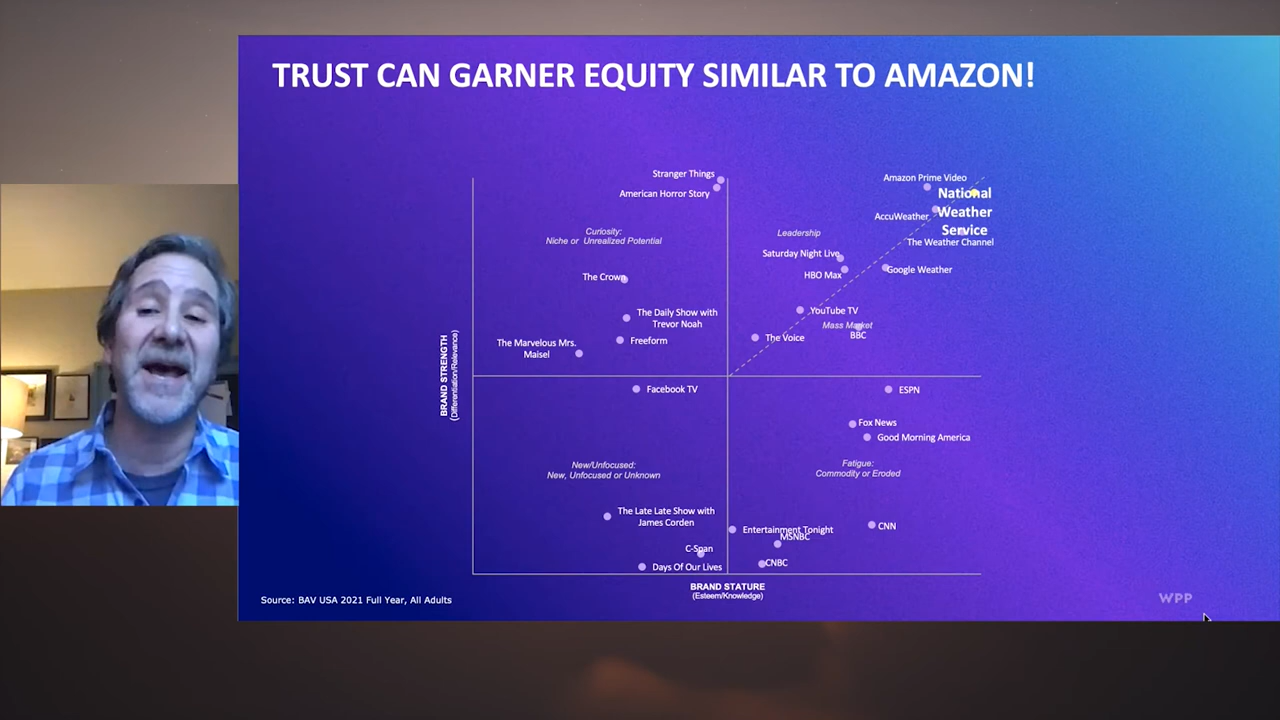 TRUST CAN GARNER EQUITY SIMILAR TO AMAZON!
Stranger Things
American Horror Story
Curiosity:
Niche or Unrealized Potential
The Crown
The Daily Show with
Trevor Noah
Freeform
The Marvelous Mrs.
Maisel
Amazon Prime Video
National
Weather
Service
AccuWeather
The Weather Channel
Leadership
Saturday Night Live
HBO Max
Google Weather
YouTube TV
Mass Market
BBC
The Voice
BRAND STRENGTH
(Differentiation/Relevance)
Facebook TV
New/Unfocused:
New, Unfocused or Unknown
The Late Late Show with
James Corden
C-Span
Days Of Our Lives
ESPN
Fox News
Good Morning America
Fatigue:
Commodity or Eroded
CNN
Entertainment Tonight
MSNBC
CNBC
BRAND STATURE
(Esteem/Knowledge)
Source: BAV USA 2021 Full Year, All Adults
WPP